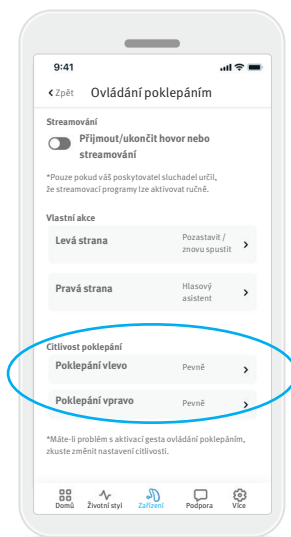 9:41
Zpět Ovládání poklepáním
Streamování
Přijmout/ukončit hovor nebo
streamování
*Pouze pokud váš poskytovatel sluchadel určil,
že streamovací programy lze aktivovat ručně.
Vlastní akce
Levá strana
Pozastavit /
znovu spustit
Pravá strana
Hlasový
asistent
Citlivost poklepání
Poklepání vlevo Pevně
Poklepání vpravo Pevně
*Máte-li problém s aktivací gesta ovládání poklepáním,
zkuste změnit nastavení citlivosti.
Domů Životní styl Zařízení Podpora Více